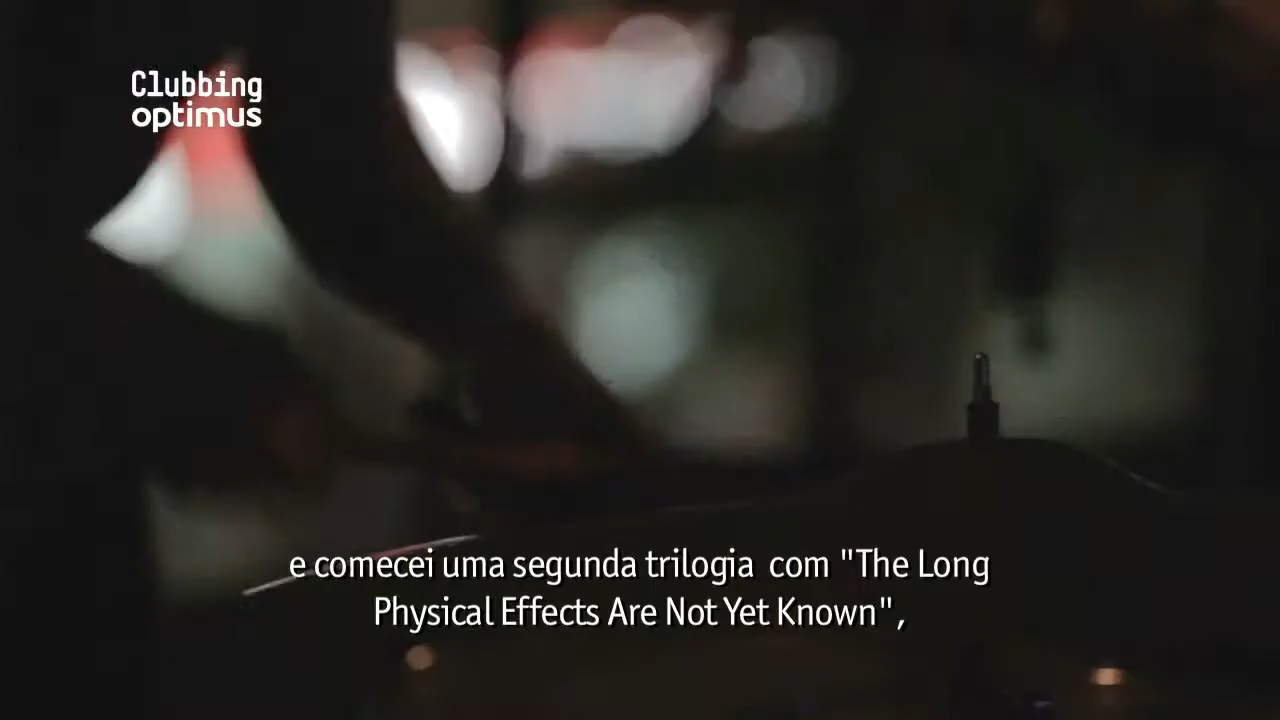 Clubbing
optimus
e comecei uma segunda trilogia com "The Long
Physical Effects Are Not Yet Known",